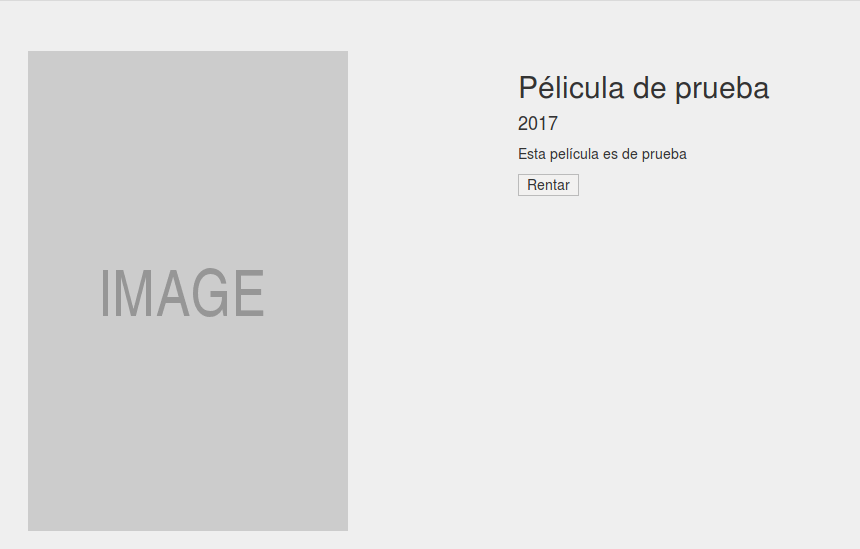 IMAGE
Pélicula de prueba
2017
Esta película es de prueba
Rentar